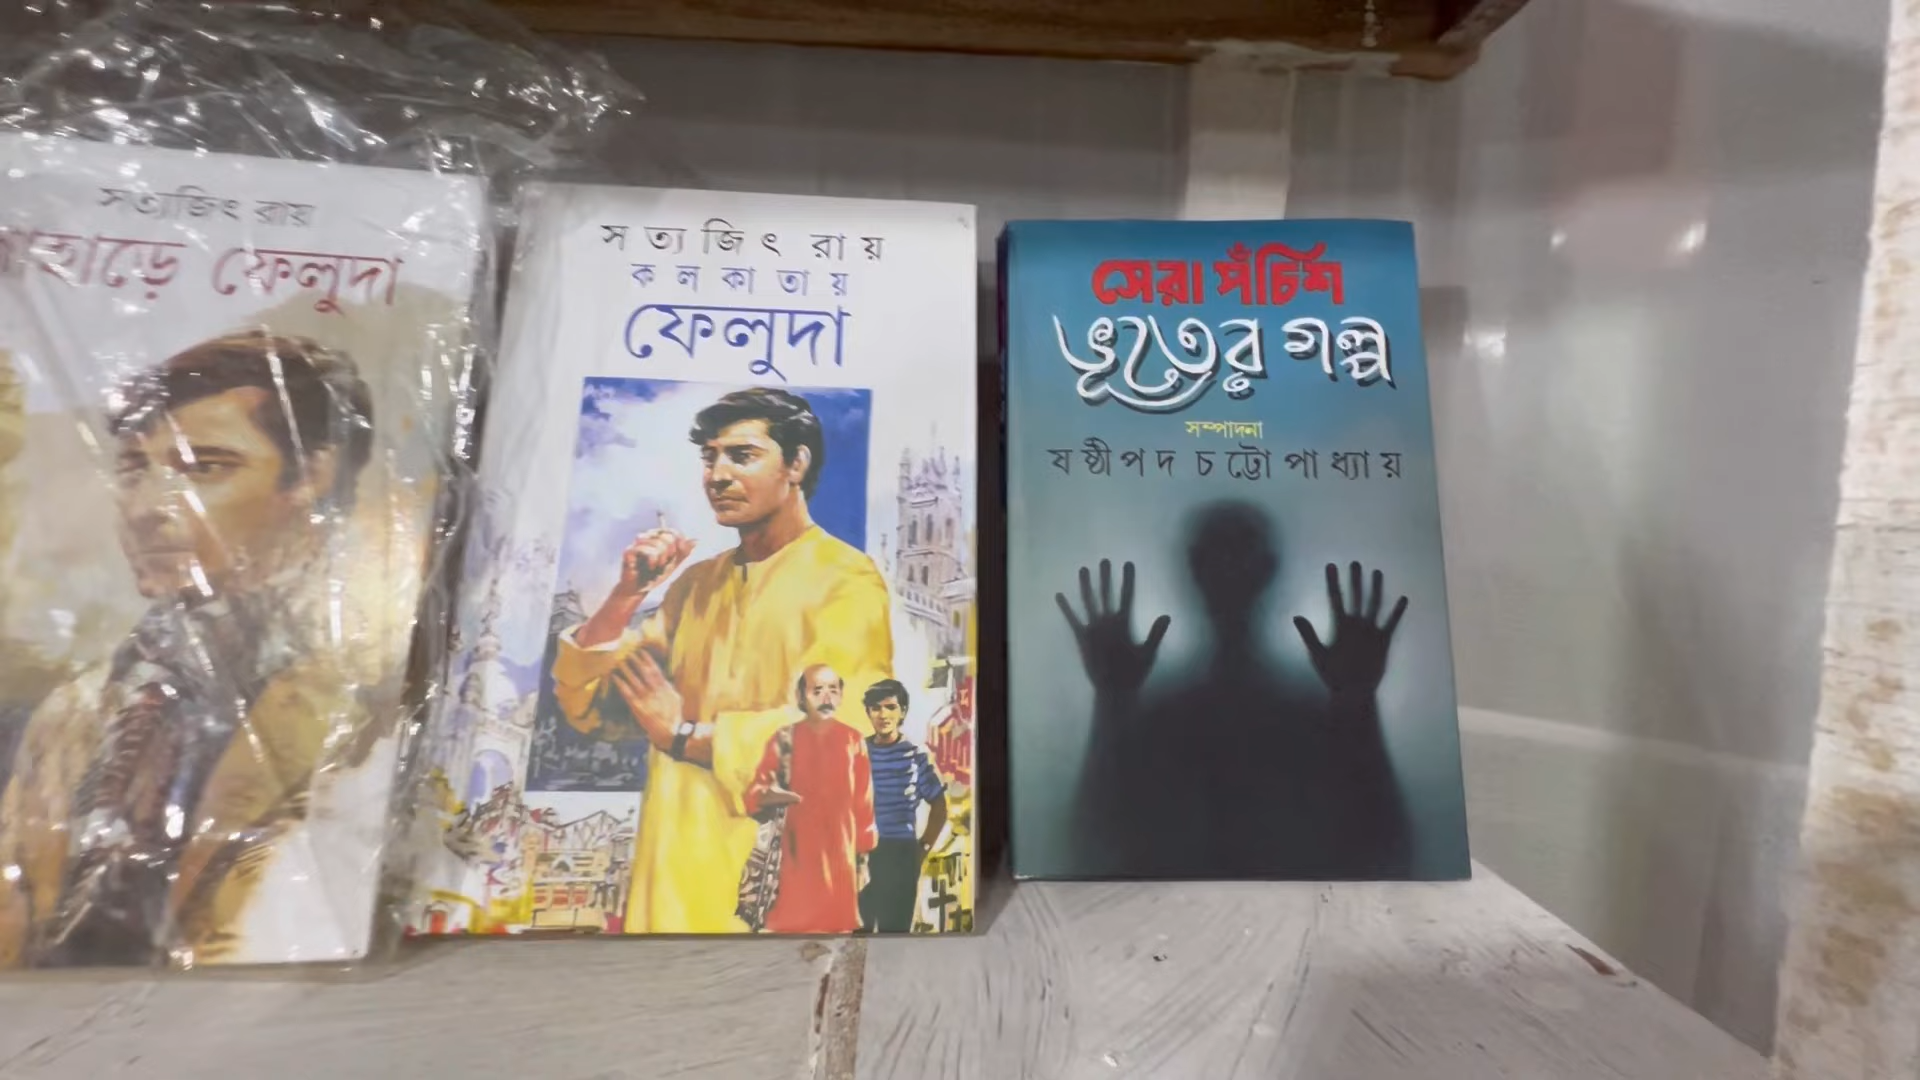 সত্যজিৎ রায়
পাহাড়ে ফেলুদা
সত্যজিৎ রায়
কলকাতায়
ফেলুদা
সেরা পঁচিশ
ভূতের গল্প
সম্পাদনা
ষষ্ঠীপদ চট্টোপাধ্যায়